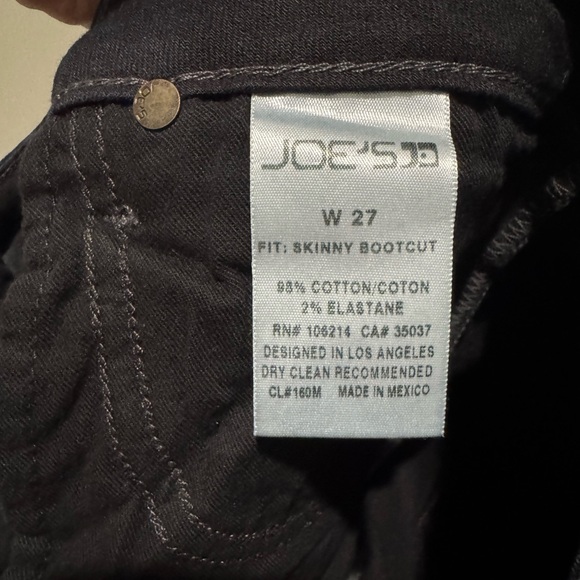 JOE'S
W 27
FIT: SKINNY BOOTCUT
98% COTTON/COTON
2% ELASTANE
RN# 106214 CA# 35037
DESIGNED IN LOS ANGELES
DRY CLEAN RECOMMENDED
CL#160M MADE IN MEXICO